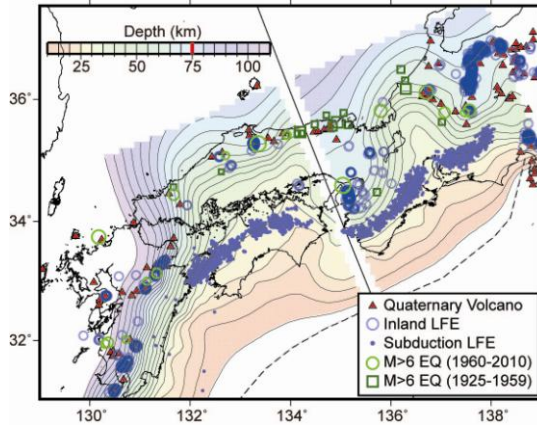 Depth (km)
25 50 75 100
36°
34°
32°
130° 132° 134° 136° 138°
Quaternary Volcano
Inland LFE
Subduction LFE
M>6 EQ (1960-2010)
M>6 EQ (1925-1959)